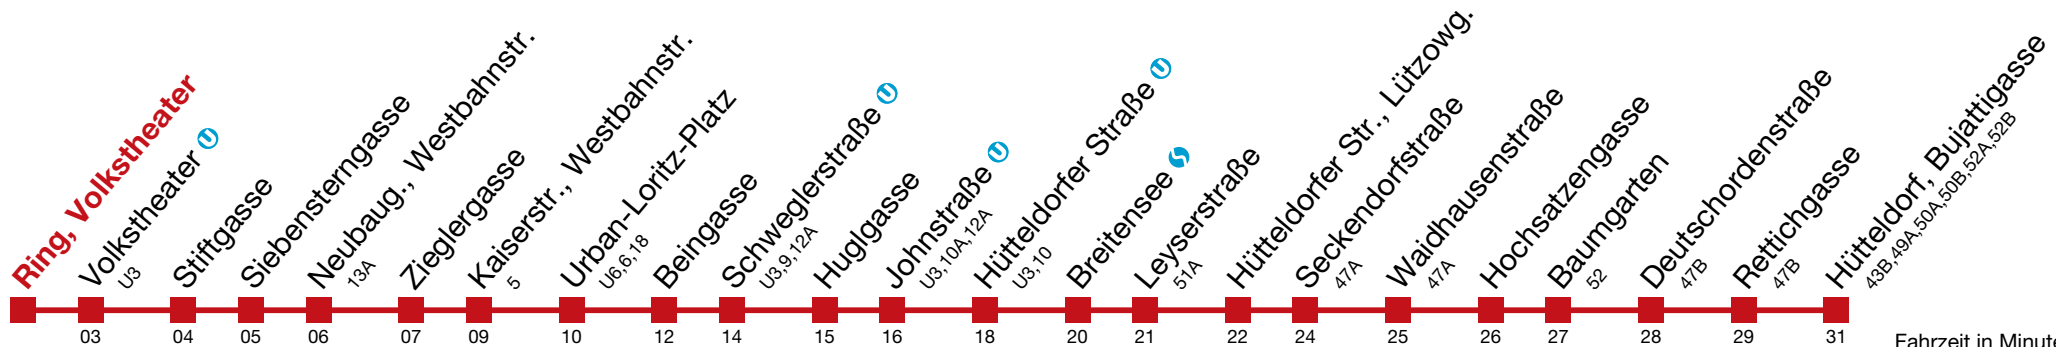 Ring, Volkstheater
Volkstheater U
U3
Stiftgasse
Siebensterngasse
Neubaug., Westbahnstr.
13A
Zieglergasse
Kaiserstr., Westbahnstr.
5
Urban-Loritz-Platz
U6,6,18
Beingasse
Schweglerstraße U
U3,9,12A
Huglgasse
Johnstraße U
U3,10A,12A
Hütteldorfer Straße U
U3,10
Breitensee S
Leyserstraße
51A
Hütteldorfer Str., Lützowg.
Seckendorfstraße
47A
Waidhausenstraße
47A
Hochsatzengasse
Baumgarten
52
Deutschordenstraße
47B
Rettichgasse
47B
Hütteldorf, Bujattigasse
43B,49A,50A,50B,52A,52B
03 04 05 06 07 09 10 12 14 15 16 18 20 21 22 24 25 26 27 28 29 31
Fahrzeit in Minute